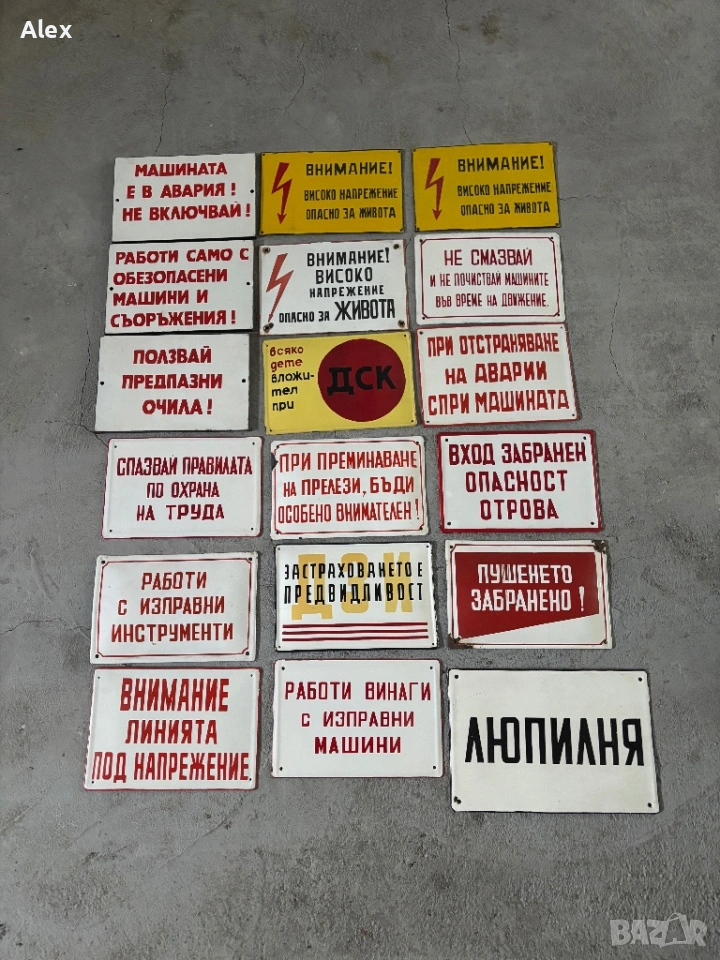 Alex
МАШИНАТА
Е В АВАРИЯ!
НЕ ВКЛЮЧВАЙ!
ВНИМАНИЕ!
ВИСОКО НАПРЕЖЕНИЕ
ОПАСНО ЗА ЖИВОТА
ВНИМАНИЕ!
ВИСОКО НАПРЕЖЕНИЕ
ОПАСНО ЗА ЖИВОТА
РАБОТИ САМО С
ОБЕЗОПАСЕНИ
МАШИНИ И
СЪОРЪЖЕНИЯ!
ВНИМАНИЕ!
ВИСОКО
НАПРЕЖЕНИЕ
ОПАСНО ЗА ЖИВОТА
НЕ СМАЗВАЙ
И НЕ ПОЧИСТВАЙ МАШИНИТЕ
ВЪВ ВРЕМЕ НА ДВИЖЕНИЕ.
ПОЛЗВАЙ
ПРЕДПАЗНИ
ОЧИЛА!
всяко
дете
вложи-
тел
при
ДСК
ПРИ ОТСТРАНЯВАНЕ
НА АВАРИИ
СПРИ МАШИНАТА
СПАЗВАЙ ПРАВИЛАТА
ПО ОХРАНА
НА ТРУДА
ПРИ ПРЕМИНАВАНЕ
НА ПРЕЛЕЗИ, БЪДИ
ОСОБЕНО ВНИМАТЕЛЕН!
ВХОД ЗАБРАНЕН
ОПАСНОСТ
ОТРОВА
РАБОТИ
С ИЗПРАВНИ
ИНСТРУМЕНТИ
ДЗИ
ЗАСТРАХОВАНЕТО Е
ПРЕДВИДЛИВОСТ
ПУШЕНЕТО
ЗАБРАНЕНО!
ВНИМАНИЕ
ЛИНИЯТА
ПОД НАПРЕЖЕНИЕ.
РАБОТИ ВИНАГИ
С ИЗПРАВНИ
МАШИНИ
ЛЮПИЛНЯ
BAZAR